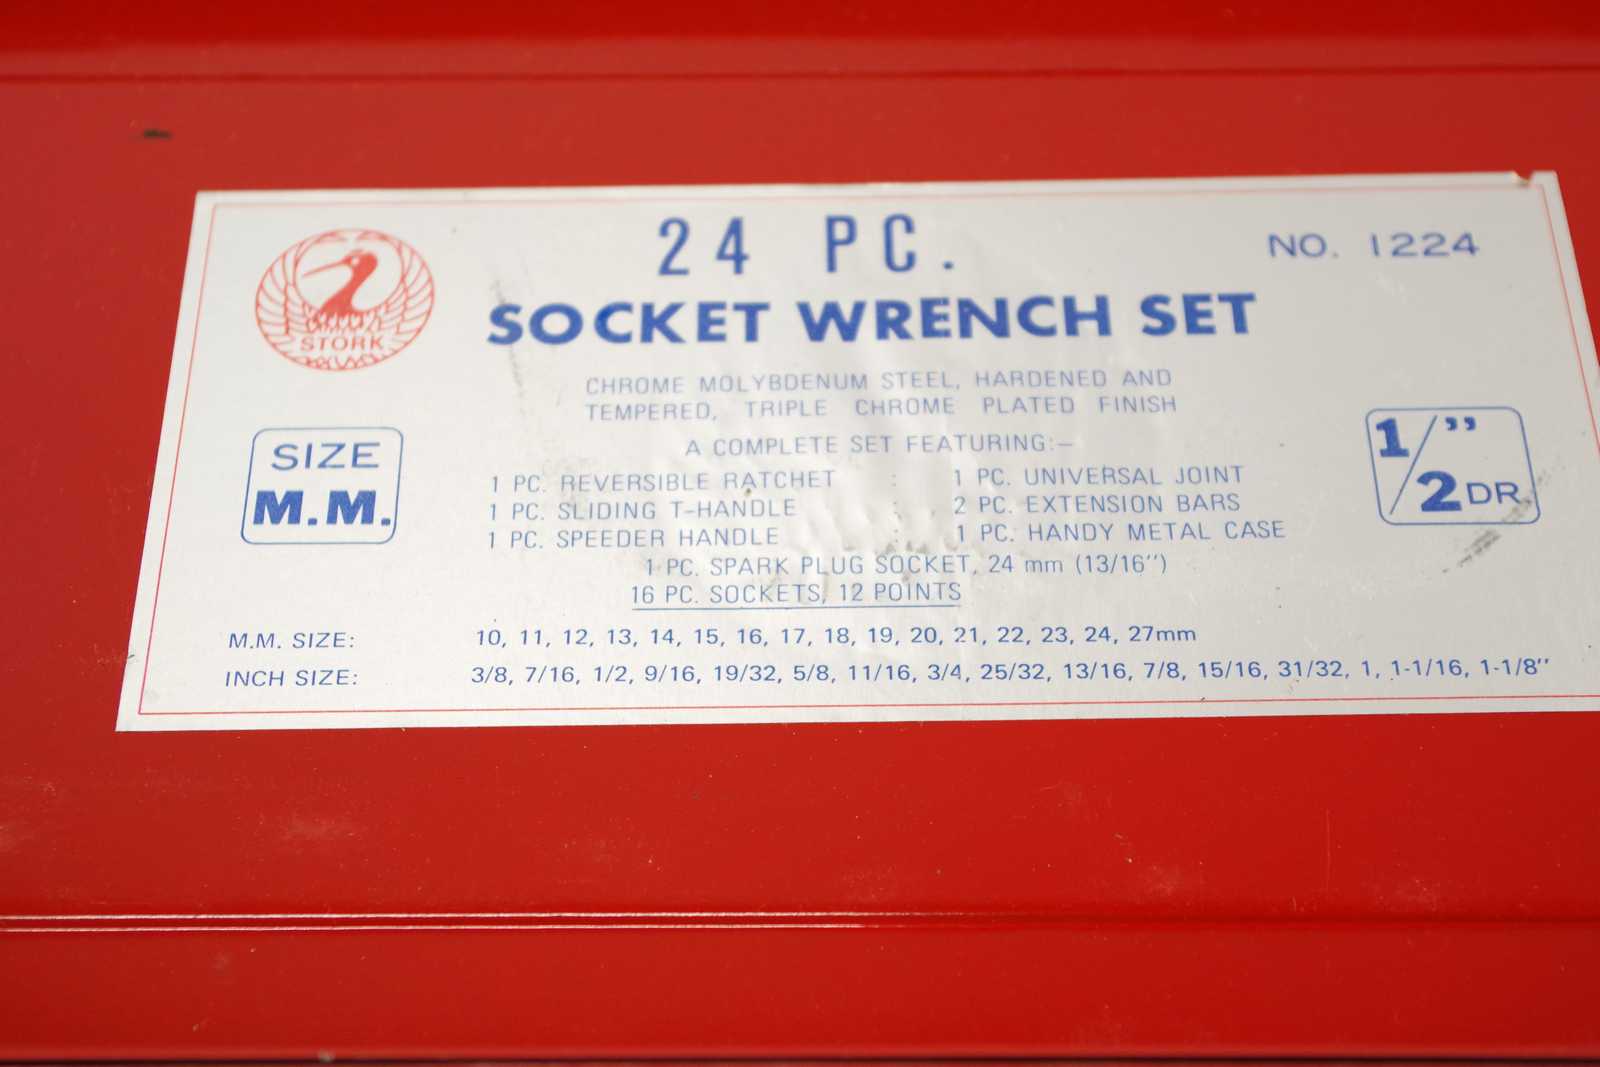 24 PC.
NO. 1224
SOCKET WRENCH SET
STORK
CHROME MOLYBDENUM STEEL, HARDENED AND
TEMPERED, TRIPLE CHROME PLATED FINISH
A COMPLETE SET FEATURING:—
SIZE
M.M.
1/2" DR.
1 PC. REVERSIBLE RATCHET : 1 PC. UNIVERSAL JOINT
1 PC. SLIDING T-HANDLE : 2 PC. EXTENSION BARS
1 PC. SPEEDER HANDLE : 1 PC. HANDY METAL CASE
1 PC. SPARK PLUG SOCKET, 24 mm (13/16")
16 PC. SOCKETS, 12 POINTS
M.M. SIZE: 10, 11, 12, 13, 14, 15, 16, 17, 18, 19, 20, 21, 22, 23, 24, 27mm
INCH SIZE: 3/8, 7/16, 1/2, 9/16, 19/32, 5/8, 11/16, 3/4, 25/32, 13/16, 7/8, 15/16, 31/32, 1, 1-1/16, 1-1/8"